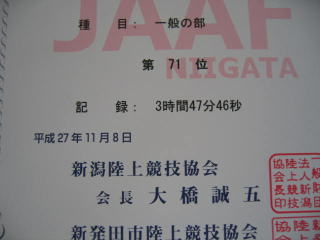 JAAF
種 目： 一般の部
第 71 位
NIIGATA
記 録： 3時間47分46秒
平成27年11月8日
新潟陸上競技協会
会 長 大 橋 誠 五
新発田市陸上競技協会